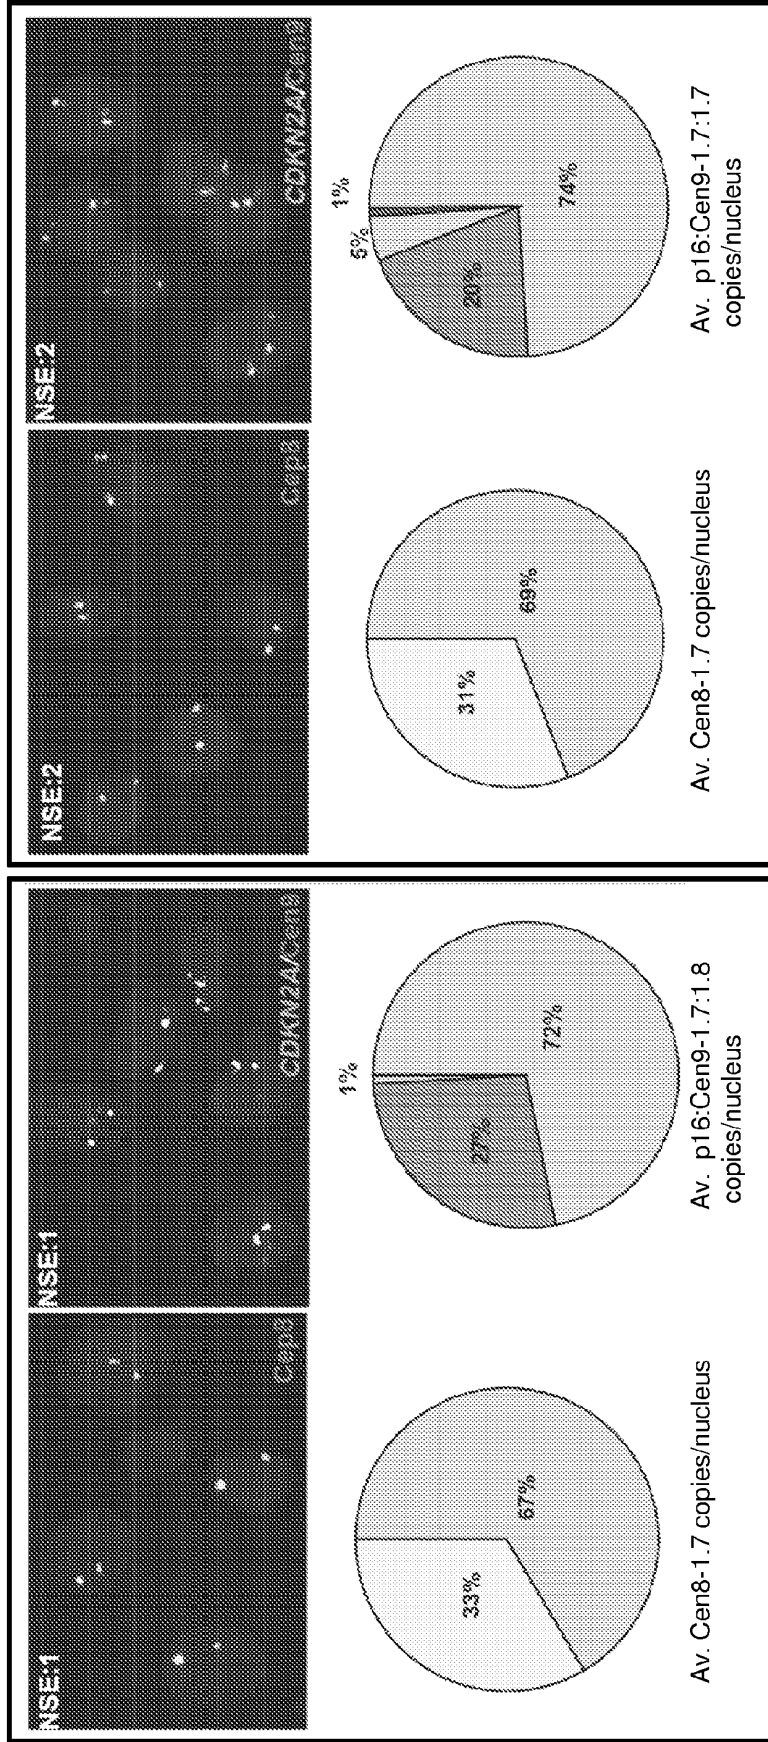 NSE:1
Cep8
NSE:1
CDKN2A/Cen9
33%
67%
1%
27%
72%
Av. Cen8-1.7 copies/nucleus
Av. p16:Cen9-1.7:1.8
copies/nucleus
NSE:2
Cep8
NSE:2
CDKN2A/Cen9
31%
69%
1%
5%
20%
74%
Av. Cen8-1.7 copies/nucleus
Av. p16:Cen9-1.7:1.7
copies/nucleus